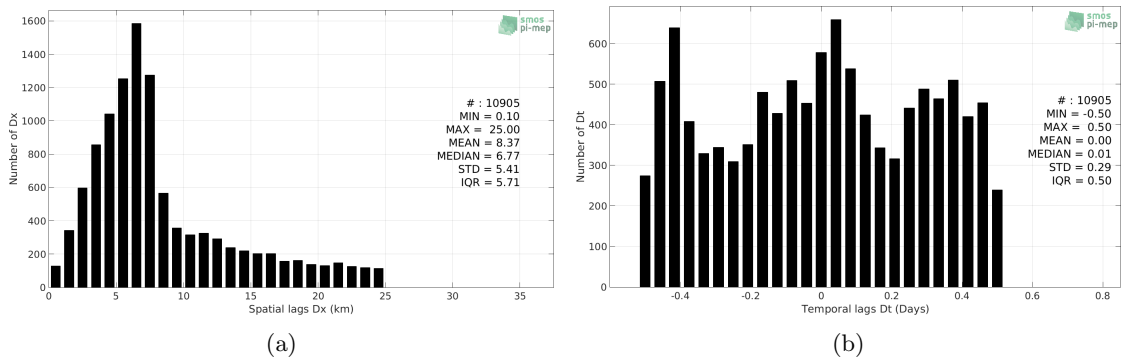 1600
1400
1200
1000
800
600
400
200
0
Number of Dx
0 5 10 15 20 25 30 35
Spatial lags Dx (km)
smos
pi-mep
# : 10905
MIN = 0.10
MAX = 25.00
MEAN = 8.37
MEDIAN = 6.77
STD = 5.41
IQR = 5.71
(a)
600
500
400
300
200
100
0
Number of Dt
-0.4 -0.2 0 0.2 0.4 0.6 0.8
Temporal lags Dt (Days)
smos
pi-mep
# : 10905
MIN = -0.50
MAX = 0.50
MEAN = 0.00
MEDIAN = 0.01
STD = 0.29
IQR = 0.50
(b)